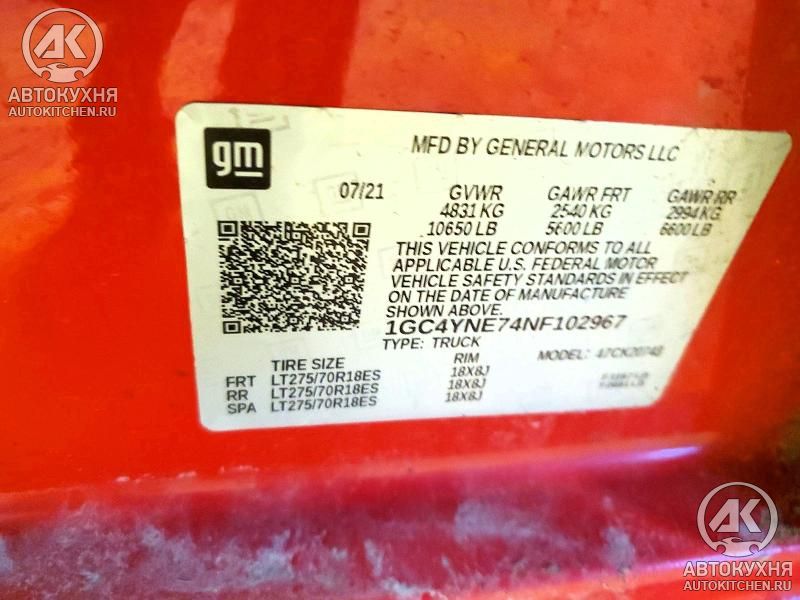 AK
АВТОКУХНЯ
AUTOKITCHEN.RU
gm
MFD BY GENERAL MOTORS LLC
07/21 GVWR GAWR FRT GAWR RR
4831 KG 2540 KG 2994 KG
10650 LB 5600 LB 6600 LB
THIS VEHICLE CONFORMS TO ALL
APPLICABLE U.S. FEDERAL MOTOR
VEHICLE SAFETY STANDARDS IN EFFECT
ON THE DATE OF MANUFACTURE
SHOWN ABOVE.
1GC4YNE74NF102967
TYPE: TRUCK MODEL:
TIRE SIZE RIM
FRT LT275/70R18ES 18X8J
RR LT275/70R18ES 18X8J
SPA LT275/70R18ES 18X8J
AK
АВТОКУХНЯ
AUTOKITCHEN.RU